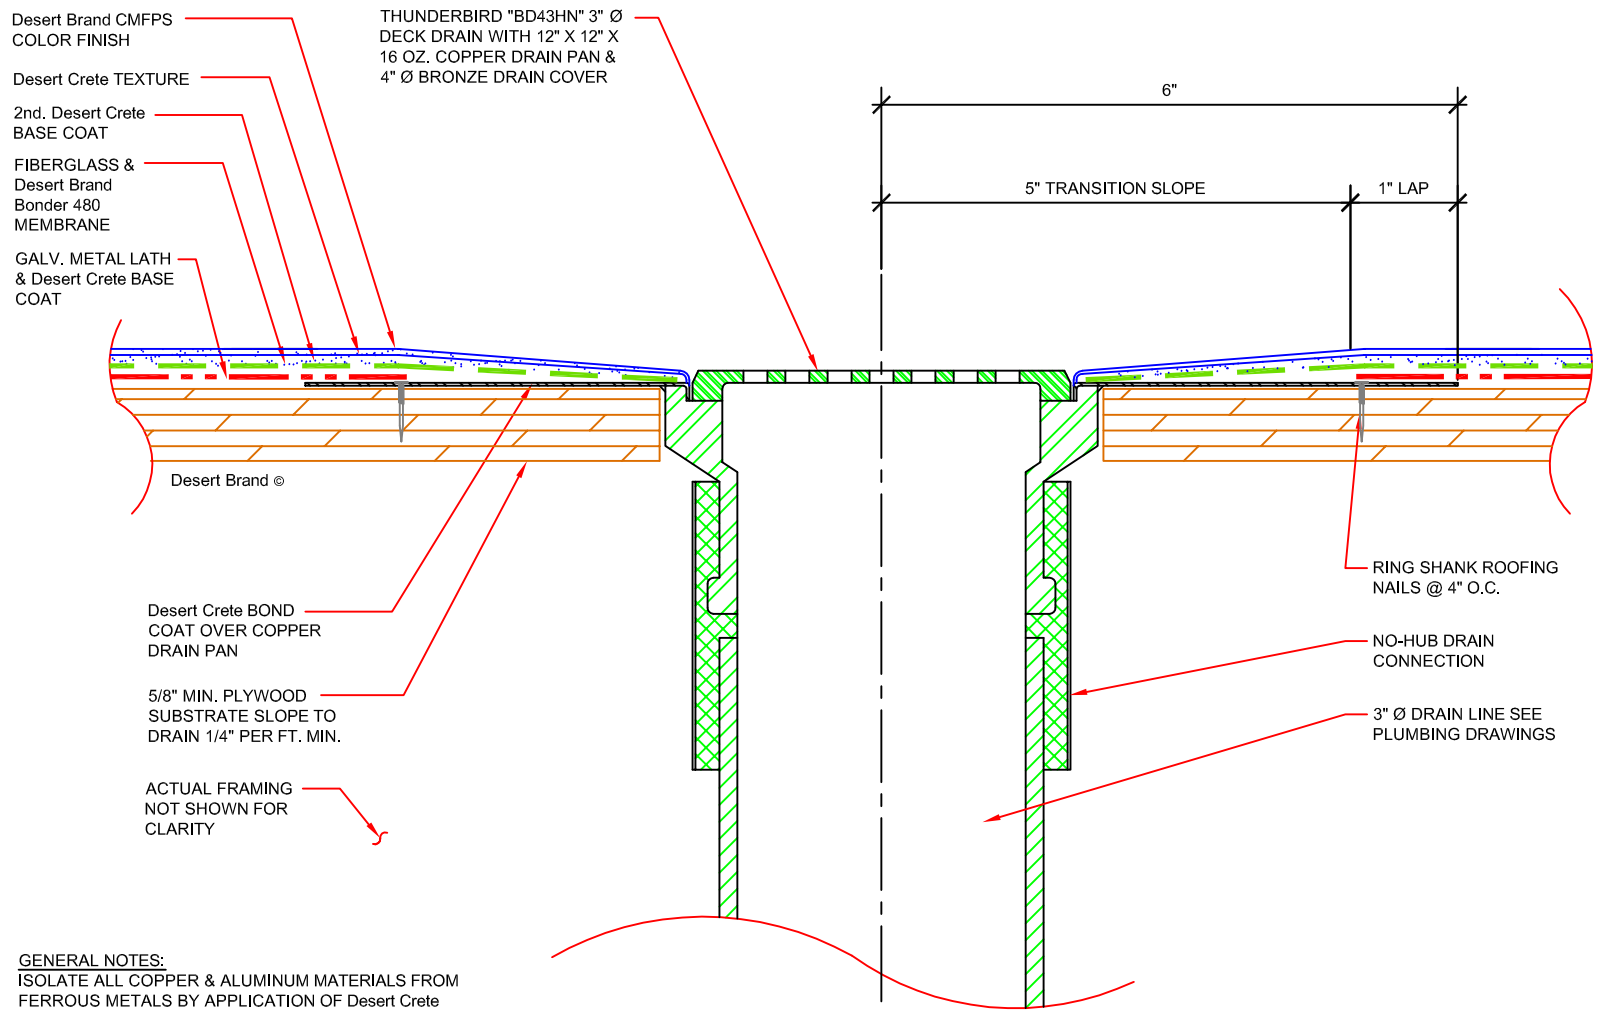 Desert Brand CMFPS
COLOR FINISH
Desert Crete TEXTURE
2nd. Desert Crete
BASE COAT
FIBERGLASS &
Desert Brand
Bonder 480
MEMBRANE
GALV. METAL LATH
& Desert Crete BASE
COAT
THUNDERBIRD "BD43HN" 3" Ø
DECK DRAIN WITH 12" X 12" X
16 OZ. COPPER DRAIN PAN &
4" Ø BRONZE DRAIN COVER
6"
5" TRANSITION SLOPE
1" LAP
Desert Brand ©
Desert Crete BOND
COAT OVER COPPER
DRAIN PAN
5/8" MIN. PLYWOOD
SUBSTRATE SLOPE TO
DRAIN 1/4" PER FT. MIN.
ACTUAL FRAMING
NOT SHOWN FOR
CLARITY
RING SHANK ROOFING
NAILS @ 4" O.C.
NO-HUB DRAIN
CONNECTION
3" Ø DRAIN LINE SEE
PLUMBING DRAWINGS
GENERAL NOTES:
ISOLATE ALL COPPER & ALUMINUM MATERIALS FROM
FERROUS METALS BY APPLICATION OF Desert Crete